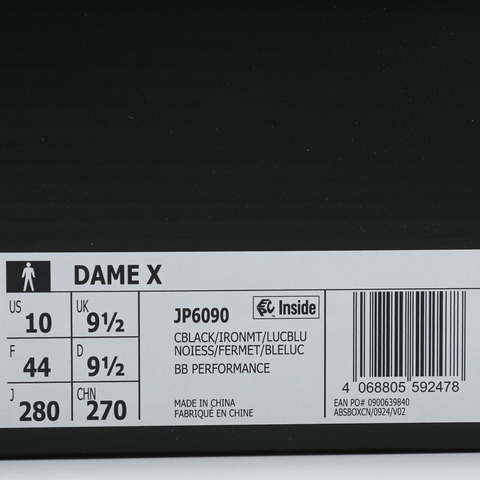 DAME X
US 10 UK 9½
F 44 D 9½
J 280 CHN 270
JP6090
Inside
CBLACK/IRONMT/LUCBLU
NOIESS/FERMET/BLELUC
BB PERFORMANCE
MADE IN CHINA
FABRIQUÉ EN CHINE
4 068805 592478
EAN PO# 0900639840
ABSBOXCN/0924/V02